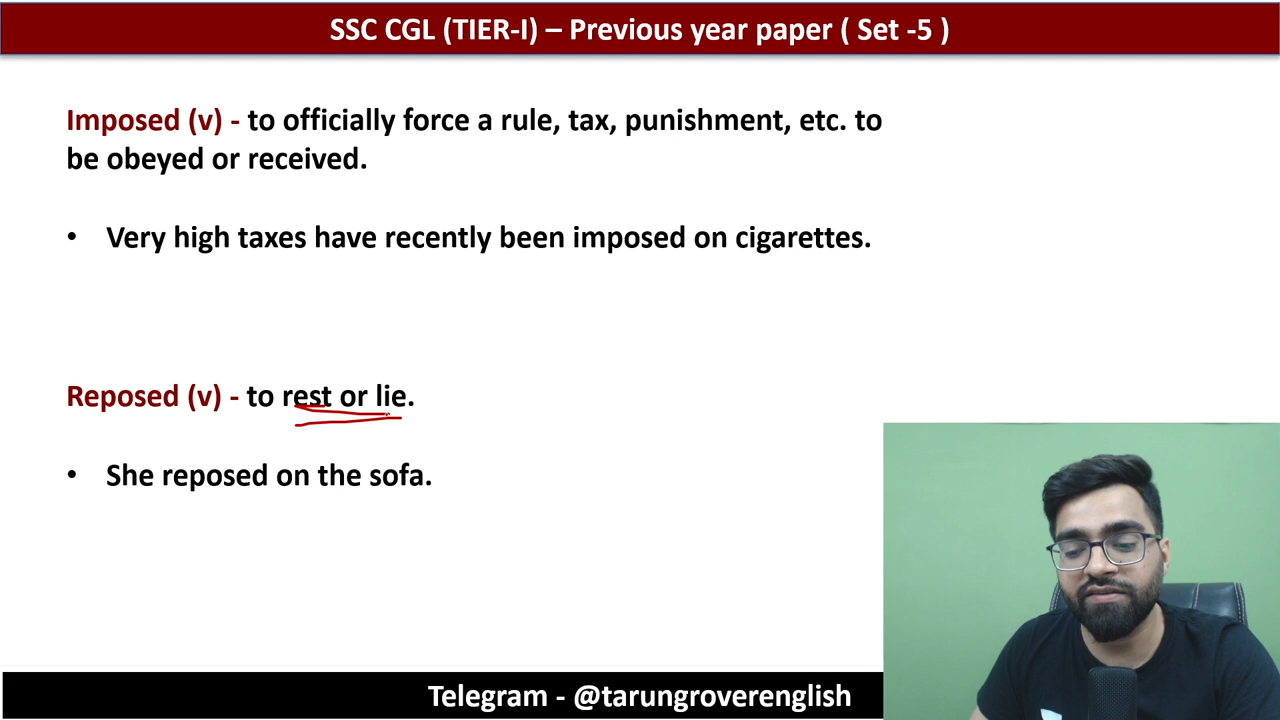 SSC CGL (TIER-I) – Previous year paper ( Set -5 )
Imposed (v) - to officially force a rule, tax, punishment, etc. to
be obeyed or received.
• Very high taxes have recently been imposed on cigarettes.
Reposed (v) - to rest or lie.
• She reposed on the sofa.
Telegram - @tarungroverenglish